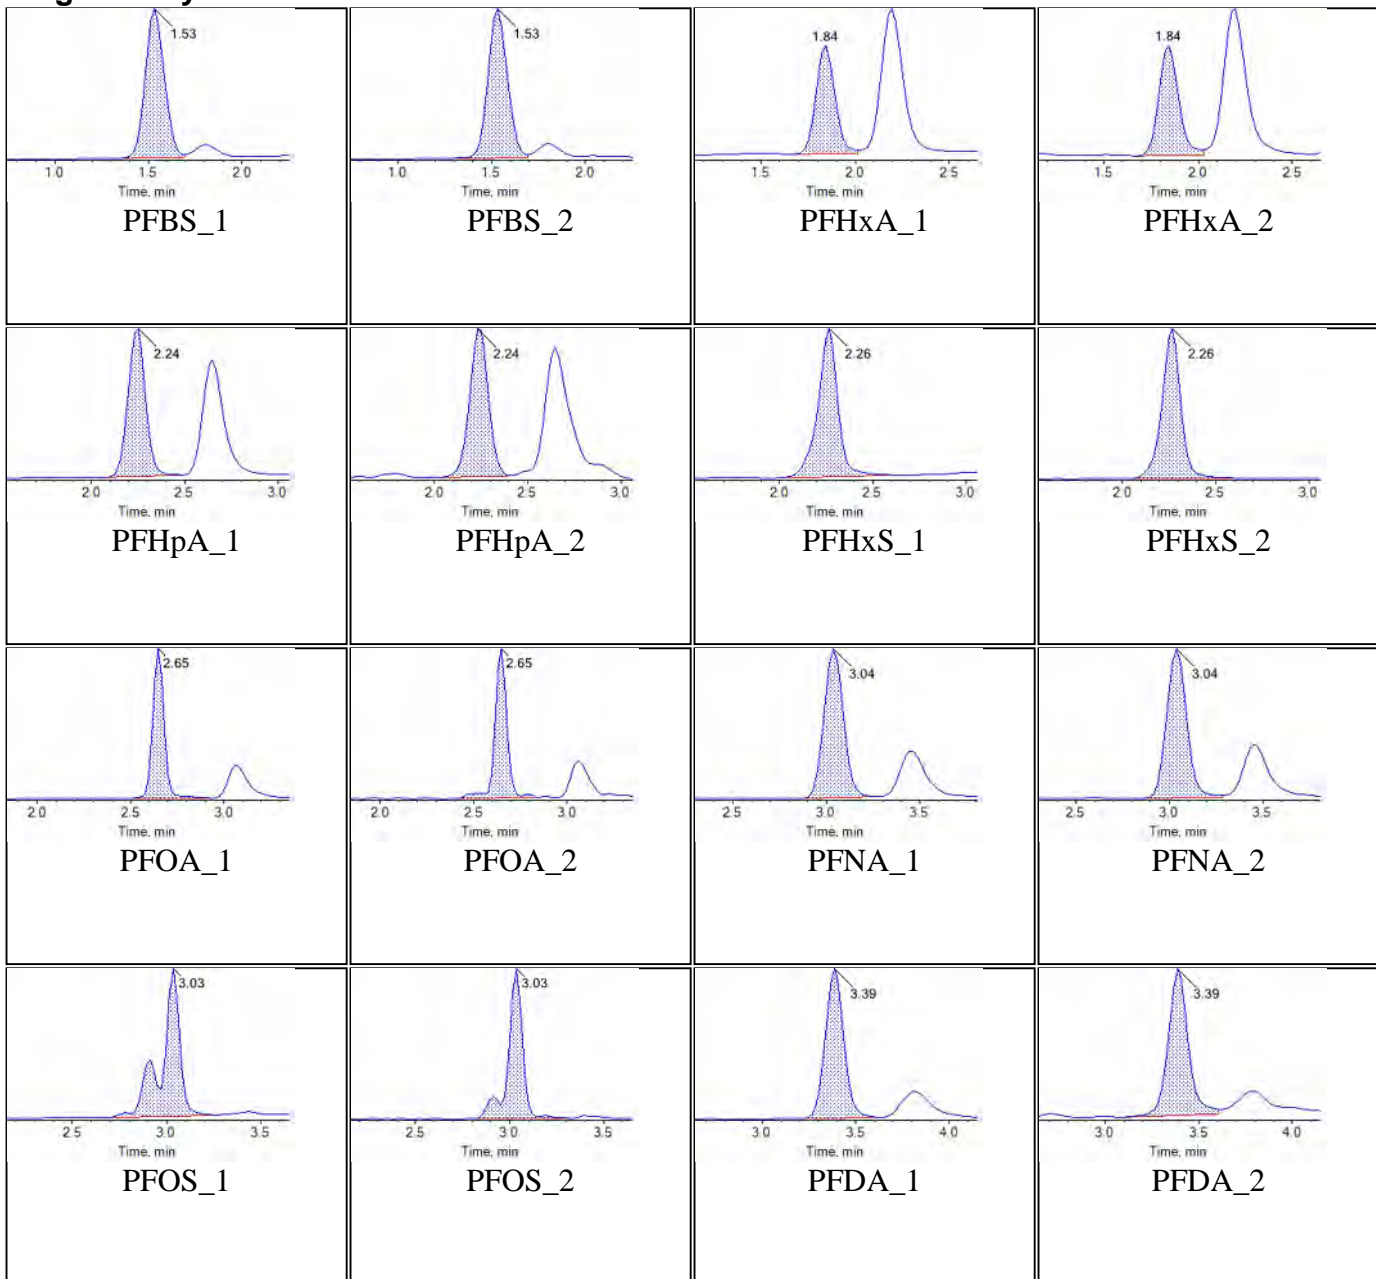 1.53 1.53 1.84 1.84
1.0 1.5 2.0 1.0 1.5 2.0 1.5 2.0 2.5 1.5 2.0 2.5
Time, min Time, min Time, min Time, min
PFBS_1 PFBS_2 PFHxA_1 PFHxA_2
2.24 2.24 2.26 2.26
2.0 2.5 3.0 2.0 2.5 3.0 2.0 2.5 3.0 2.0 2.5 3.0
Time, min Time, min Time, min Time, min
PFHpA_1 PFHpA_2 PFHxS_1 PFHxS_2
2.65 2.65 3.04 3.04
2.0 2.5 3.0 2.0 2.5 3.0 2.5 3.0 3.5 2.5 3.0 3.5
Time, min Time, min Time, min Time, min
PFOA_1 PFOA_2 PFNA_1 PFNA_2
3.03 3.03 3.39 3.39
2.5 3.0 3.5 2.5 3.0 3.5 3.0 3.5 4.0 3.0 3.5 4.0
Time, min Time, min Time, min Time, min
PFOS_1 PFOS_2 PFDA_1 PFDA_2